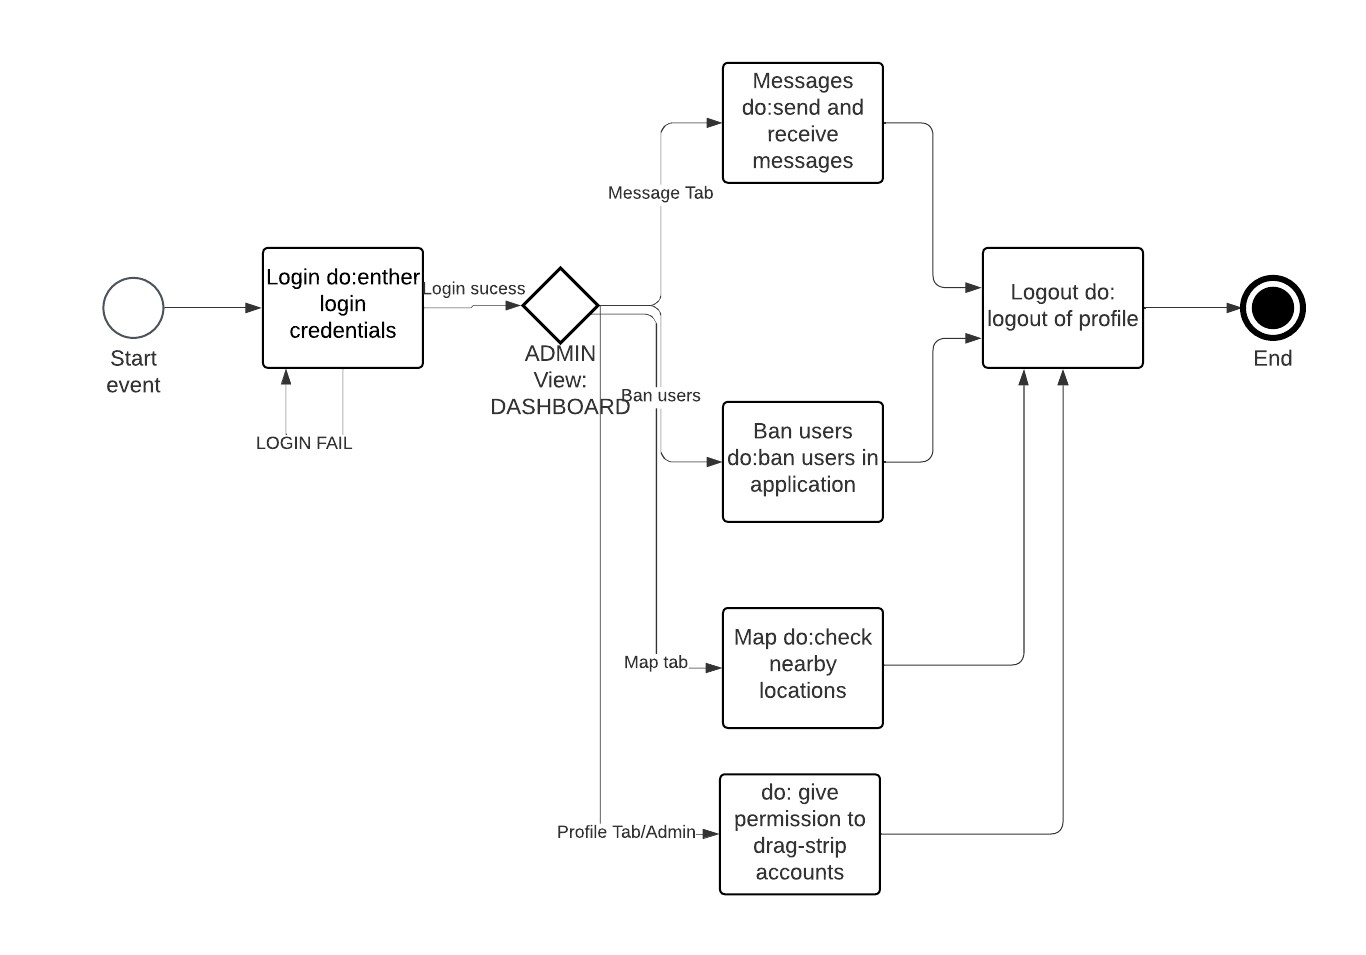 Messages
do:send and
receive
messages
Message Tab
Login do:enther
login
credentials
Login sucess
Logout do:
logout of profile
Start
event
ADMIN
View:
DASHBOARD
End
Ban users
LOGIN FAIL
Ban users
do:ban users in
application
Map tab
Map do:check
nearby
locations
Profile Tab/Admin
do: give
permission to
drag-strip
accounts